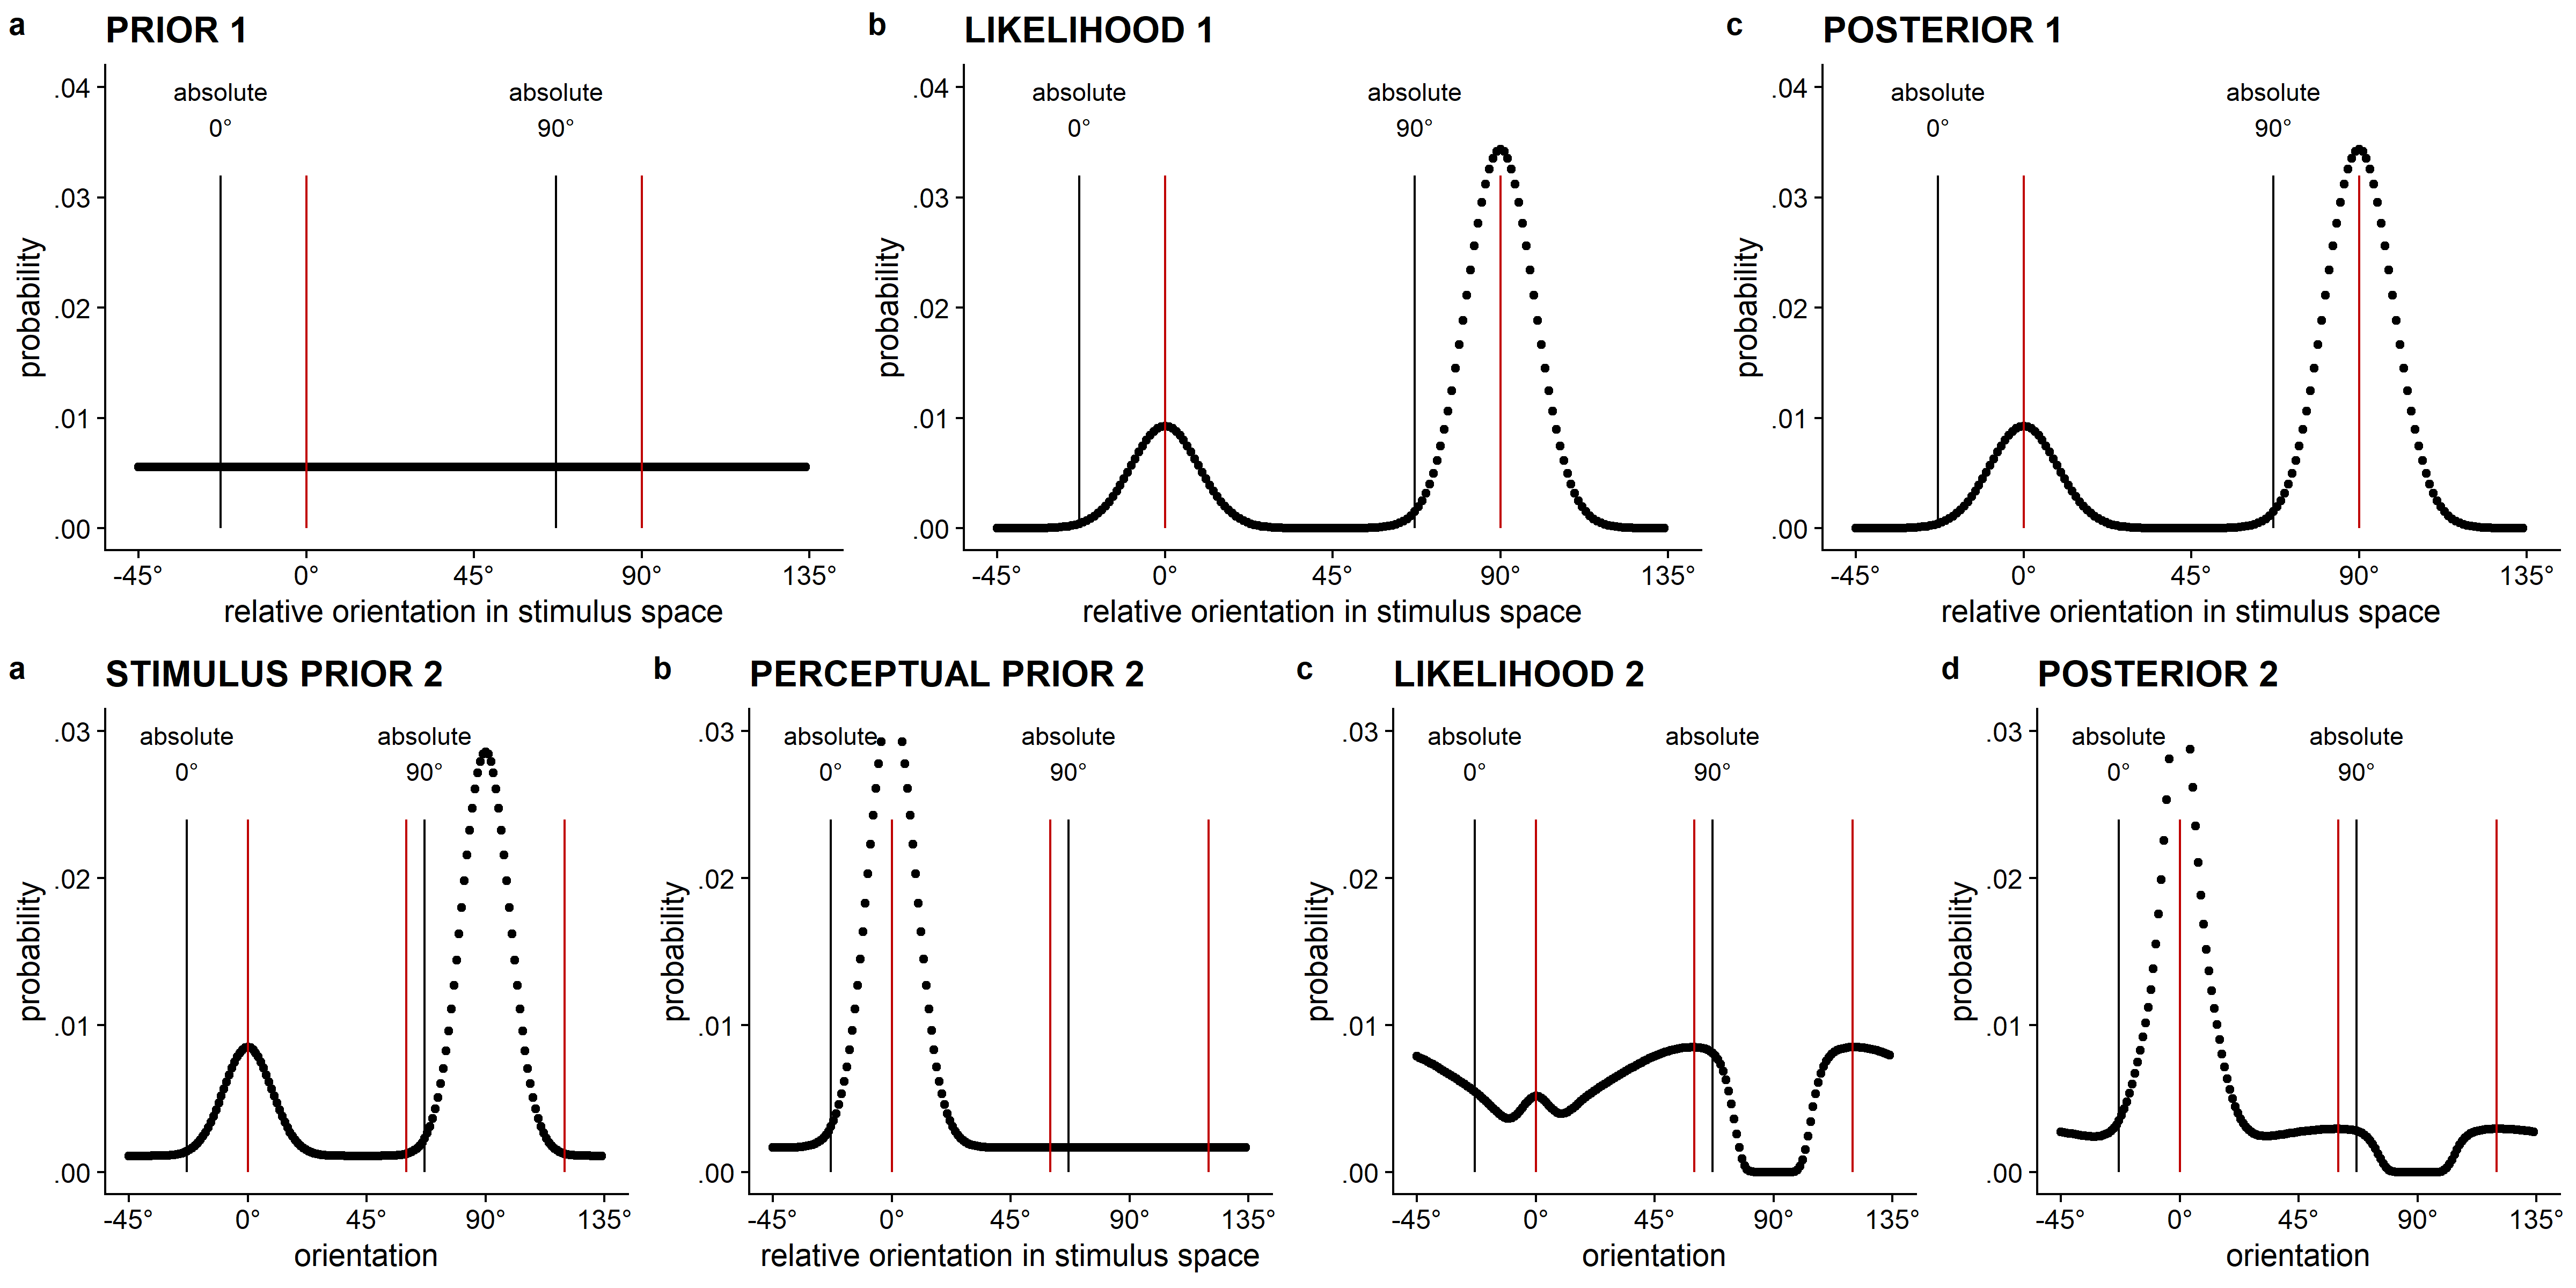 a PRIOR 1
absolute 0°
absolute 90°
.04
.03
.02
.01
.00
probability
-45° 0° 45° 90° 135°
relative orientation in stimulus space
b LIKELIHOOD 1
absolute 0°
absolute 90°
.04
.03
.02
.01
.00
probability
-45° 0° 45° 90° 135°
relative orientation in stimulus space
c POSTERIOR 1
absolute 0°
absolute 90°
.04
.03
.02
.01
.00
probability
-45° 0° 45° 90° 135°
relative orientation in stimulus space
a STIMULUS PRIOR 2
absolute 0°
absolute 90°
.03
.02
.01
.00
probability
-45° 0° 45° 90° 135°
orientation
b PERCEPTUAL PRIOR 2
absolute 0°
absolute 90°
.03
.02
.01
.00
probability
-45° 0° 45° 90° 135°
relative orientation in stimulus space
c LIKELIHOOD 2
absolute 0°
absolute 90°
.03
.02
.01
.00
probability
-45° 0° 45° 90° 135°
orientation
d POSTERIOR 2
absolute 0°
absolute 90°
.03
.02
.01
.00
probability
-45° 0° 45° 90° 135°
orientation